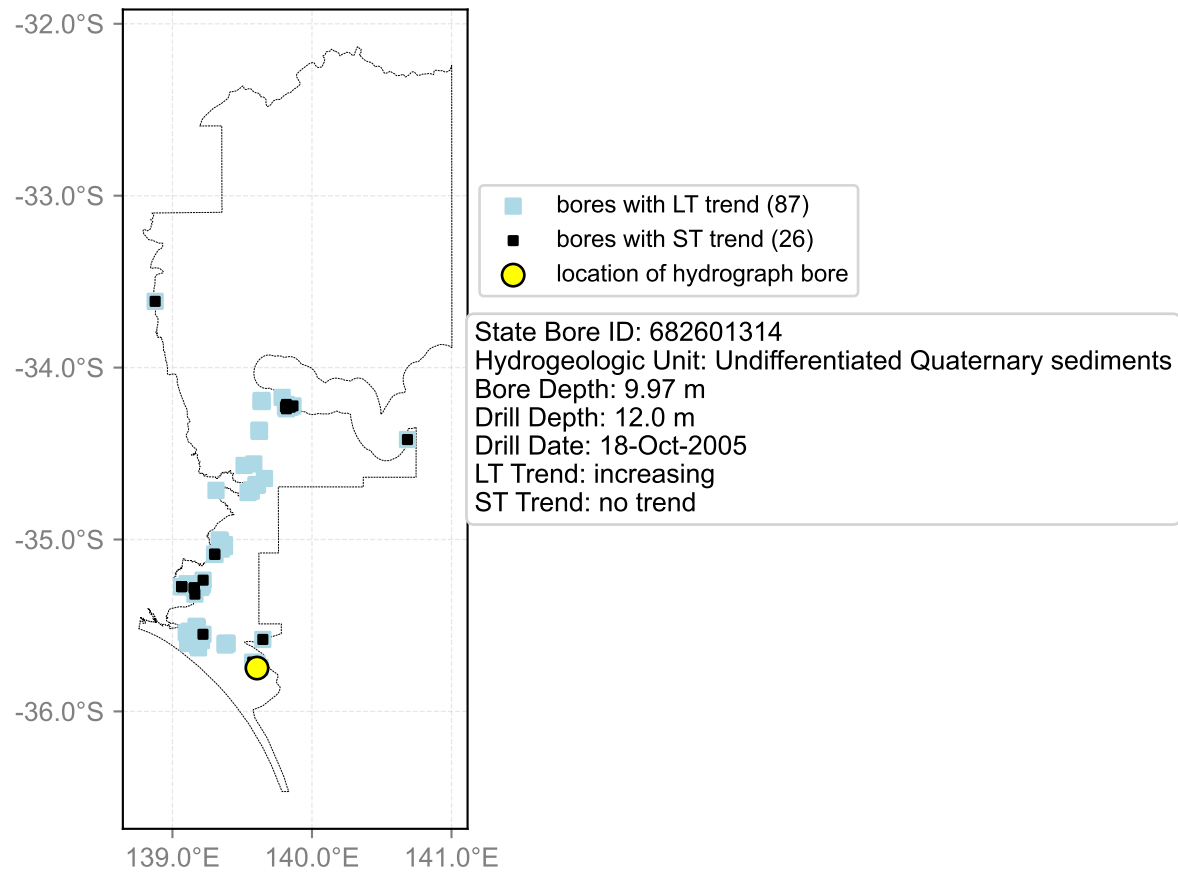 -32.0°S
-33.0°S
-34.0°S
-35.0°S
-36.0°S
139.0°E 140.0°E 141.0°E
bores with LT trend (87)
bores with ST trend (26)
location of hydrograph bore
State Bore ID: 682601314
Hydrogeologic Unit: Undifferentiated Quaternary sediments
Bore Depth: 9.97 m
Drill Depth: 12.0 m
Drill Date: 18-Oct-2005
LT Trend: increasing
ST Trend: no trend